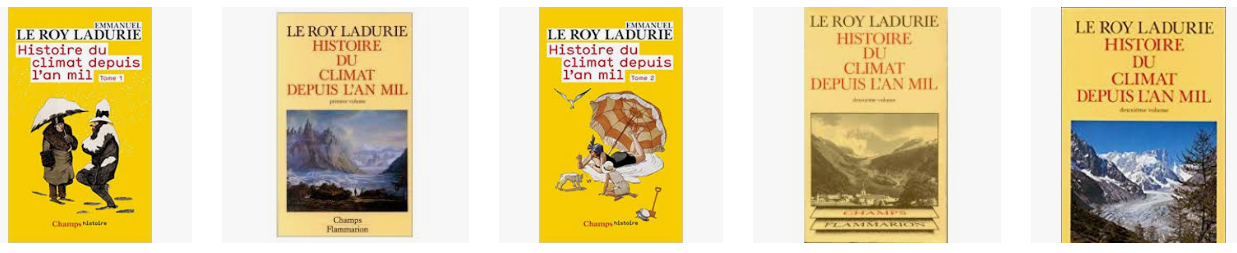 EMMANUEL
LE ROY LADURIE
Histoire du
climat depuis
l'an mil Tome 1
Champs histoire
LE ROY LADURIE
HISTOIRE
DU
CLIMAT
DEPUIS L'AN MIL
premier volume
Champs
Flammarion
EMMANUEL
LE ROY LADURIE
Histoire du
climat depuis
l'an mil Tome 2
Champs histoire
LE ROY LADURIE
HISTOIRE
DU
CLIMAT
DEPUIS L'AN MIL
deuxième volume
CHAMPS
FLAMMARION
LE ROY LADURIE
HISTOIRE
DU
CLIMAT
DEPUIS L'AN MIL
deuxième volume